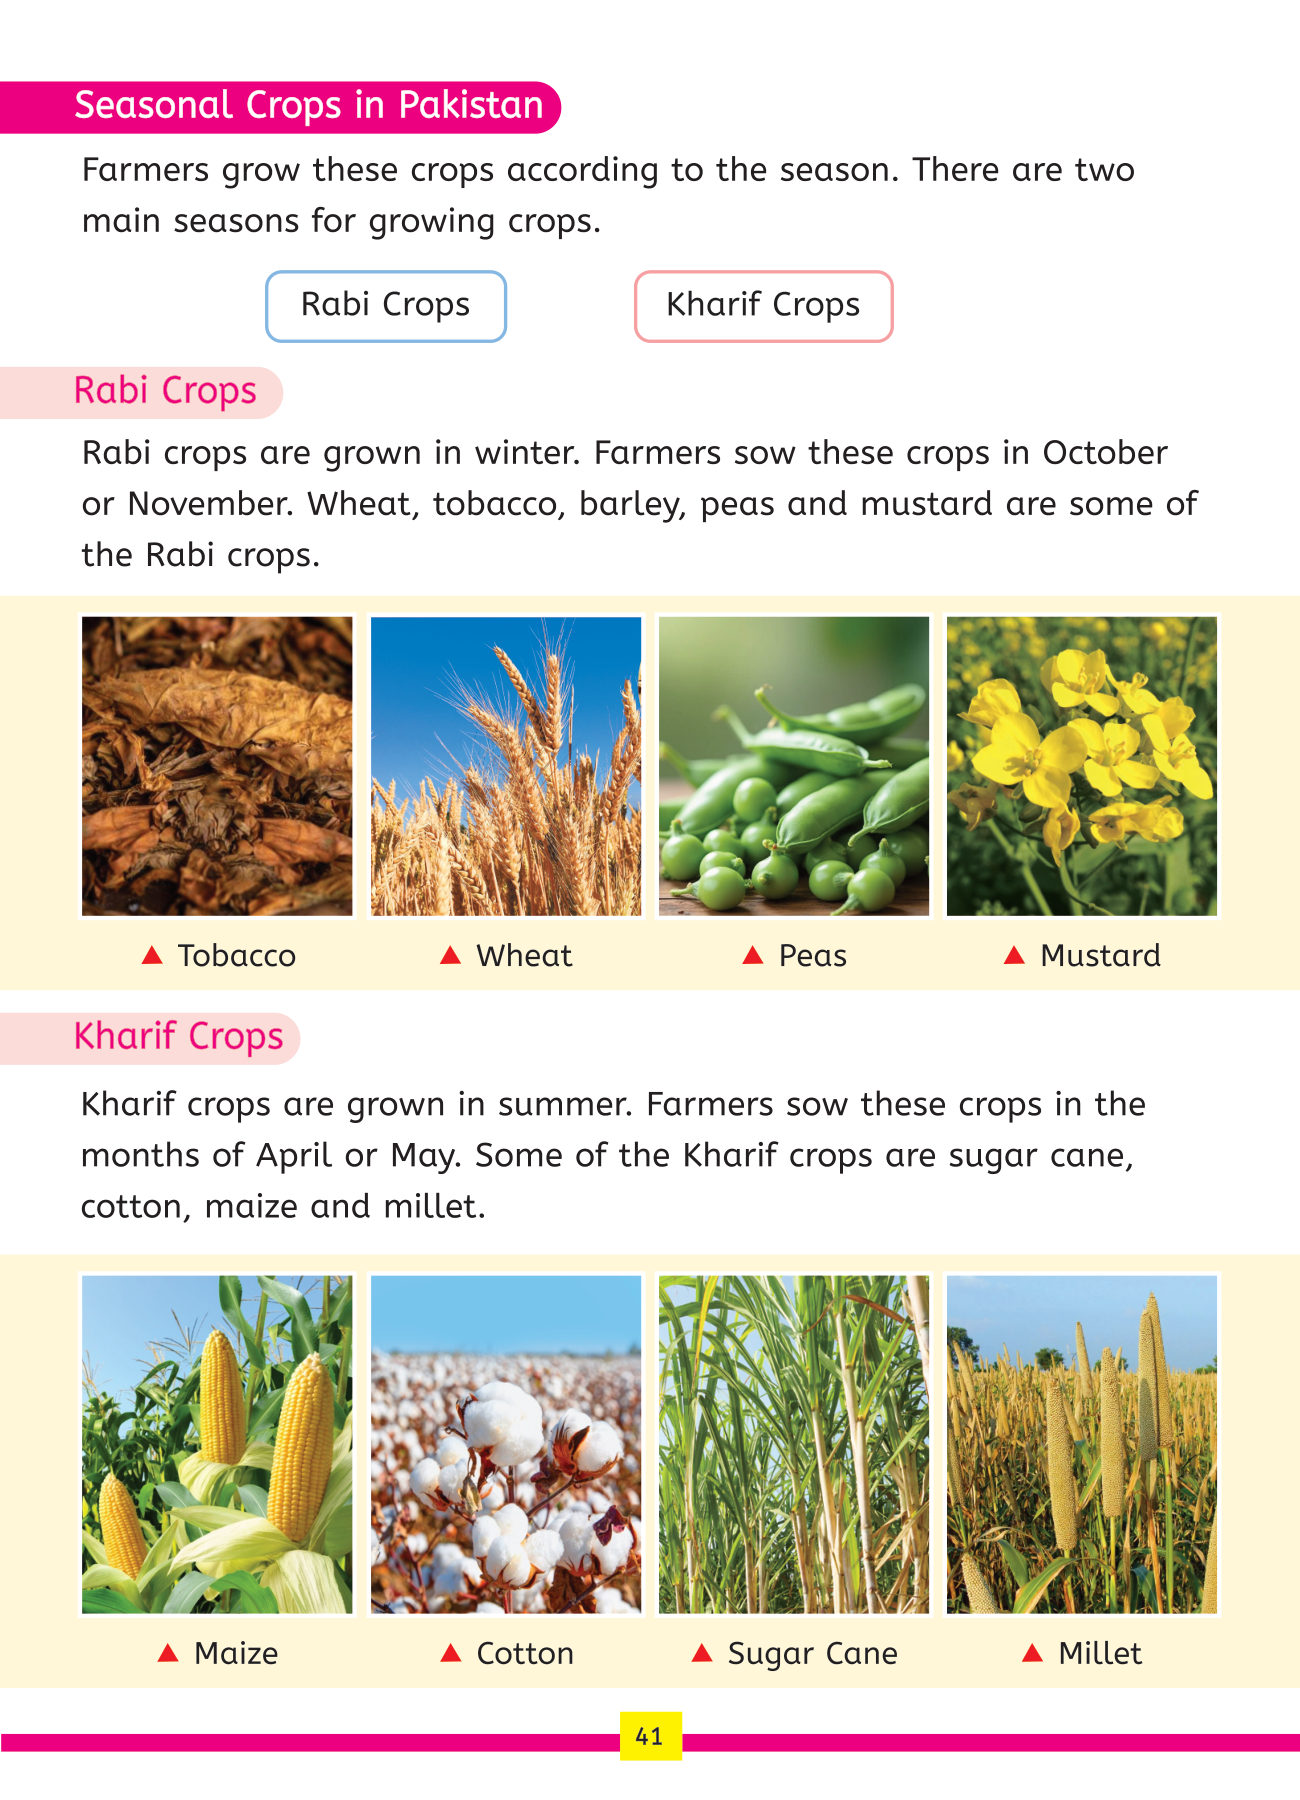 Seasonal Crops in Pakistan
Farmers grow these crops according to the season. There are two
main seasons for growing crops.
Rabi Crops
Kharif Crops
Rabi Crops
Rabi crops are grown in winter. Farmers sow these crops in October
or November. Wheat, tobacco, barley, peas and mustard are some of
the Rabi crops.
▲ Tobacco
▲ Wheat
▲ Peas
▲ Mustard
Kharif Crops
Kharif crops are grown in summer. Farmers sow these crops in the
months of April or May. Some of the Kharif crops are sugar cane,
cotton, maize and millet.
▲ Maize
▲ Cotton
▲ Sugar Cane
▲ Millet
41